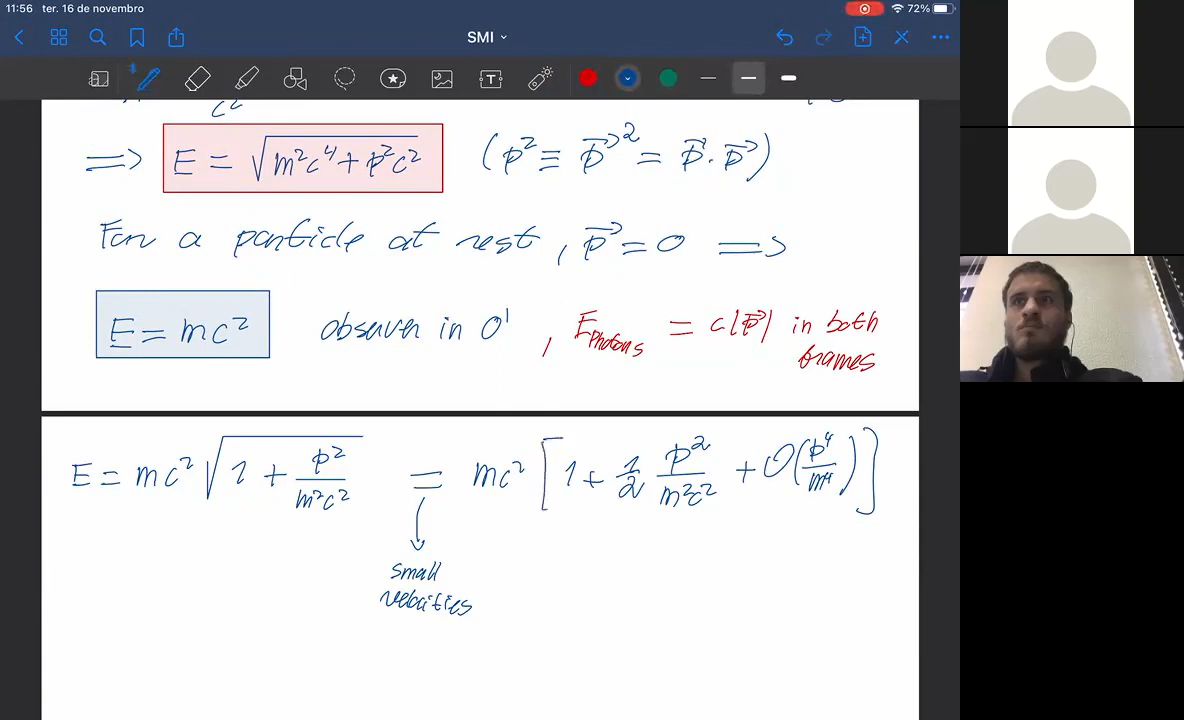 11:56 ter. 16 de novembro
72%
SMI
T
c²
⟹ E = √(m²c⁴ + p²c²) (p² ≡ p⃗² = p⃗ · p⃗)
For a particle at rest, p⃗ = 0 ⟹
E = mc² observer in O' , E_Photons = c|p⃗| in both
frames
E = mc² √(1 + p²/(m²c²)) = mc² [1 + 1/2 p²/(m²c²) + O(p⁴/m⁴)]
small
velocities